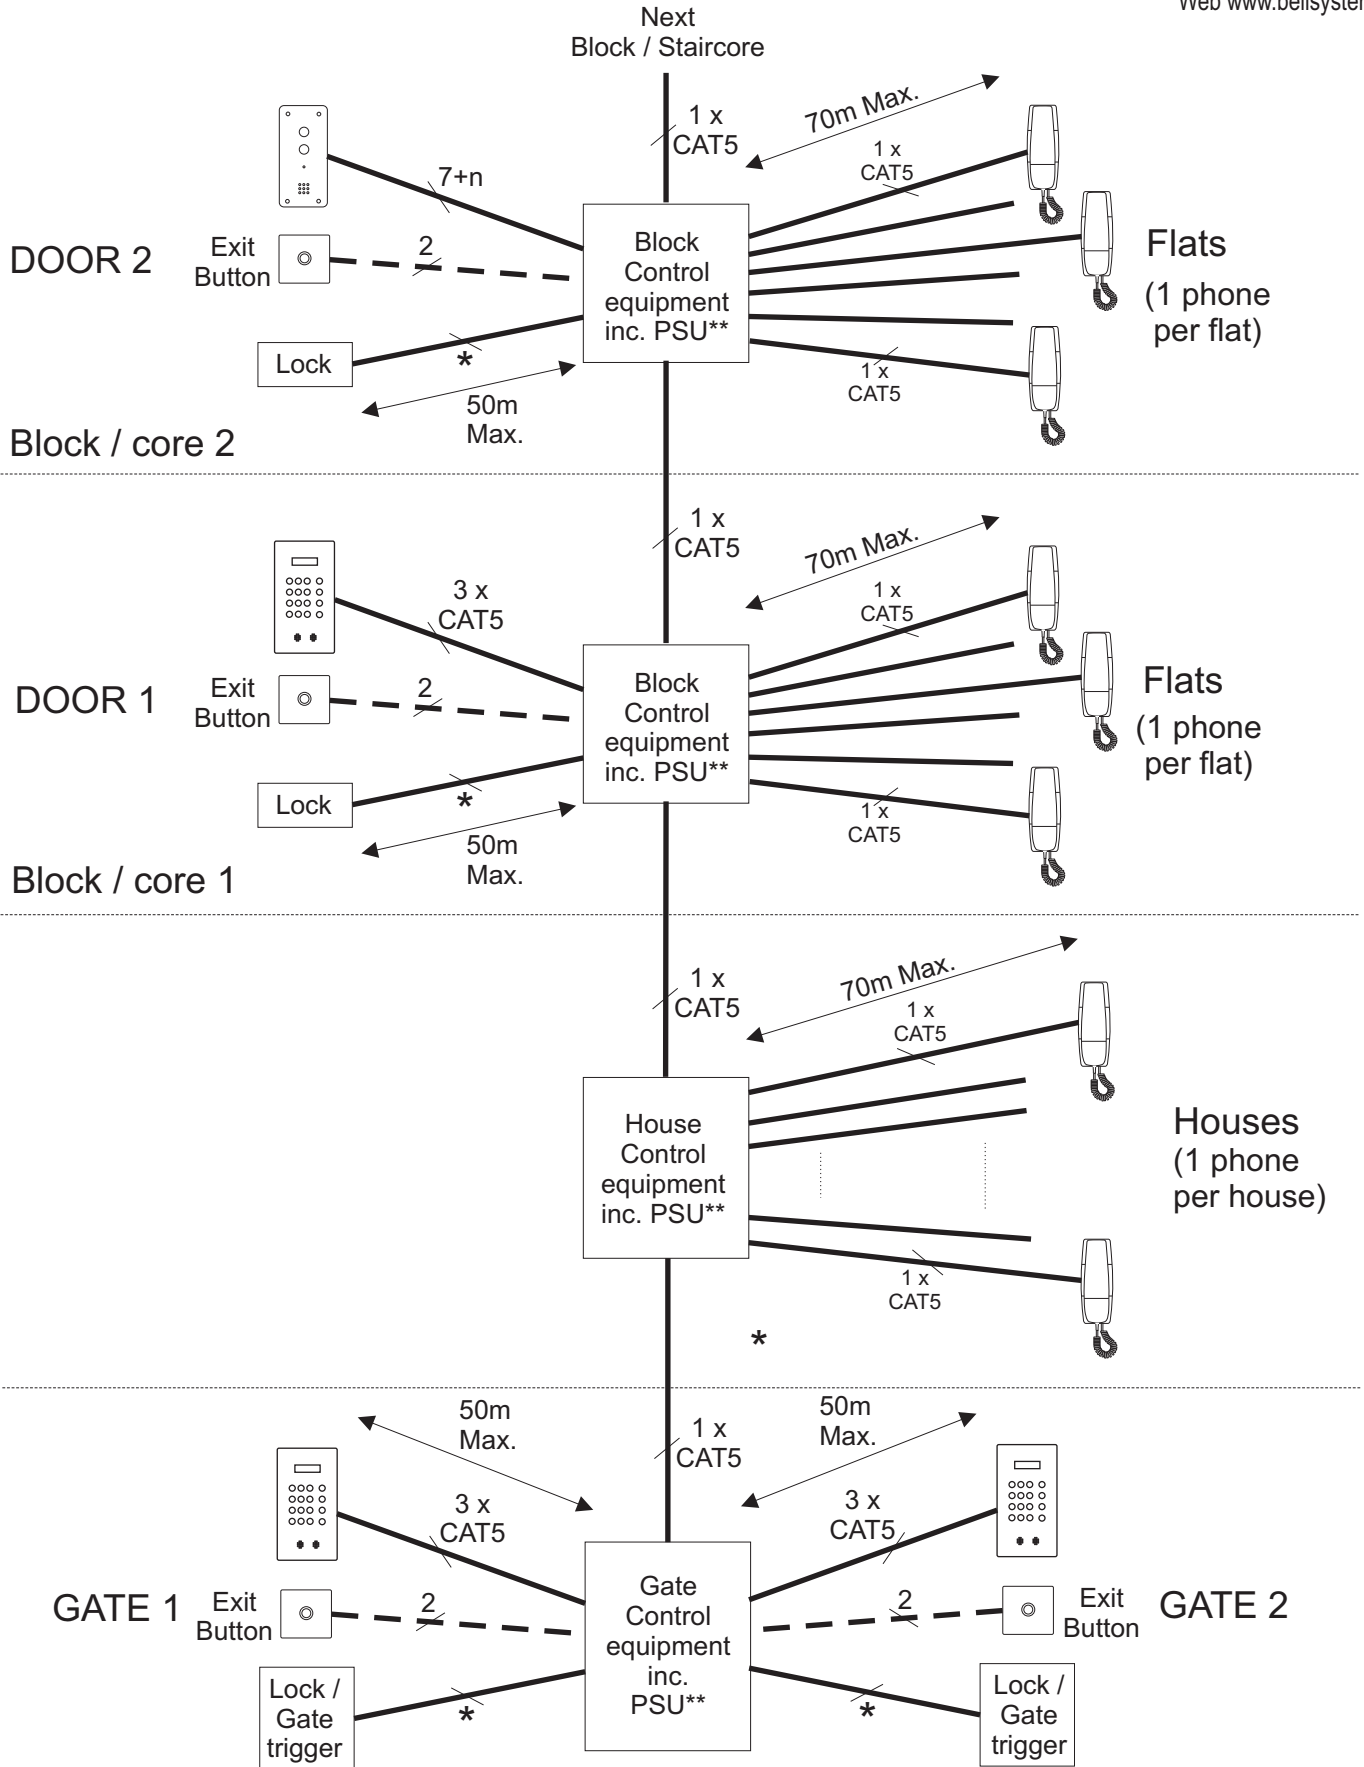 Next
Block / Staircore
1 x
CAT5
70m Max.
1 x
CAT5
7+n
DOOR 2
Exit
Button
2
Block
Control
equipment
inc. PSU**
Flats
(1 phone
per flat)
Lock
*
50m
Max.
1 x
CAT5
Block / core 2
1 x
CAT5
70m Max.
1 x
CAT5
3 x
CAT5
DOOR 1
Exit
Button
2
Block
Control
equipment
inc. PSU**
Flats
(1 phone
per flat)
Lock
*
50m
Max.
1 x
CAT5
Block / core 1
1 x
CAT5
70m Max.
1 x
CAT5
House
Control
equipment
inc. PSU**
Houses
(1 phone
per house)
1 x
CAT5
*
50m
Max.
1 x
CAT5
50m
Max.
3 x
CAT5
3 x
CAT5
GATE 1
Exit
Button
2
Gate
Control
equipment
inc.
PSU**
2
Exit
Button
GATE 2
Lock /
Gate
trigger
*
*
Lock /
Gate
trigger